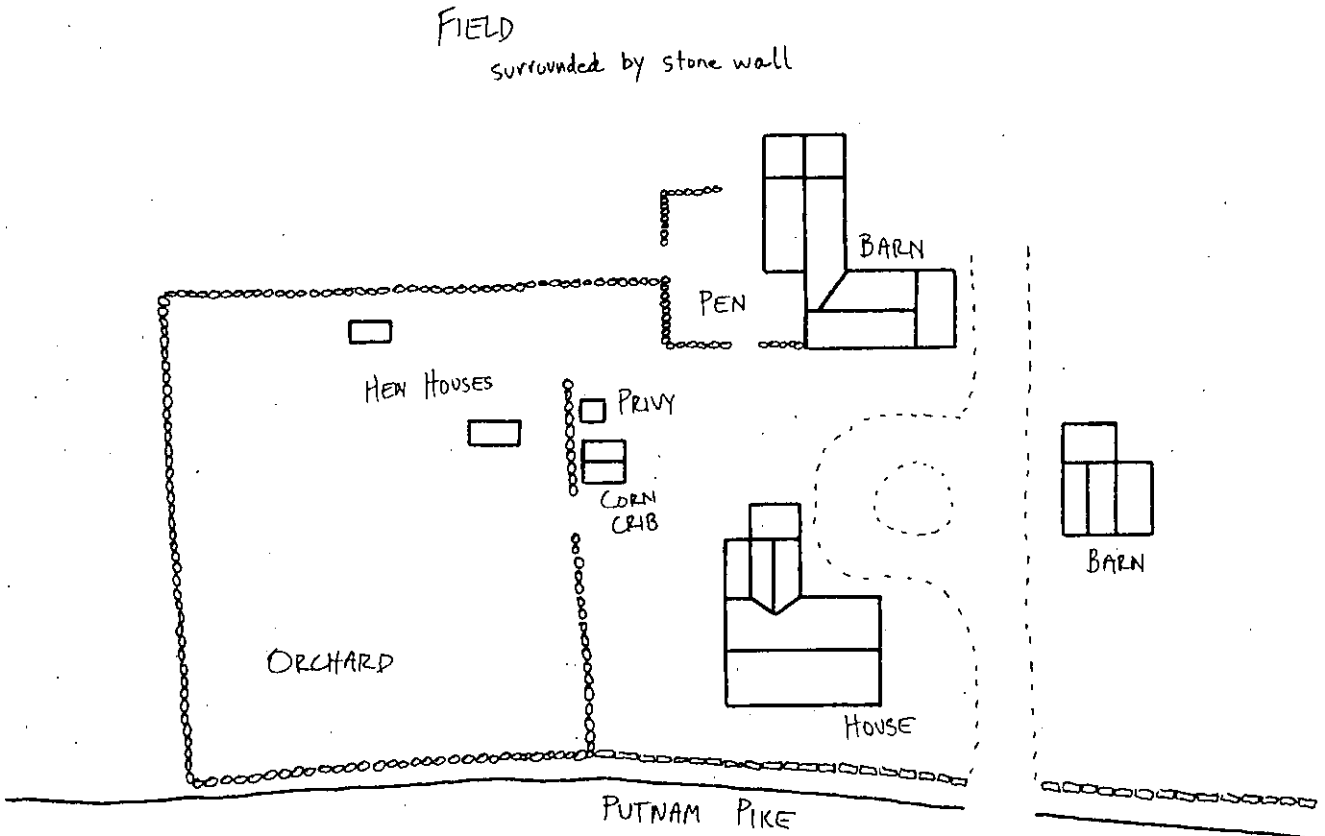 FIELD
surrounded by stone wall
BARN
PEN
HEN HOUSES
PRIVY
CORN
CRIB
BARN
ORCHARD
HOUSE
PUTNAM PIKE